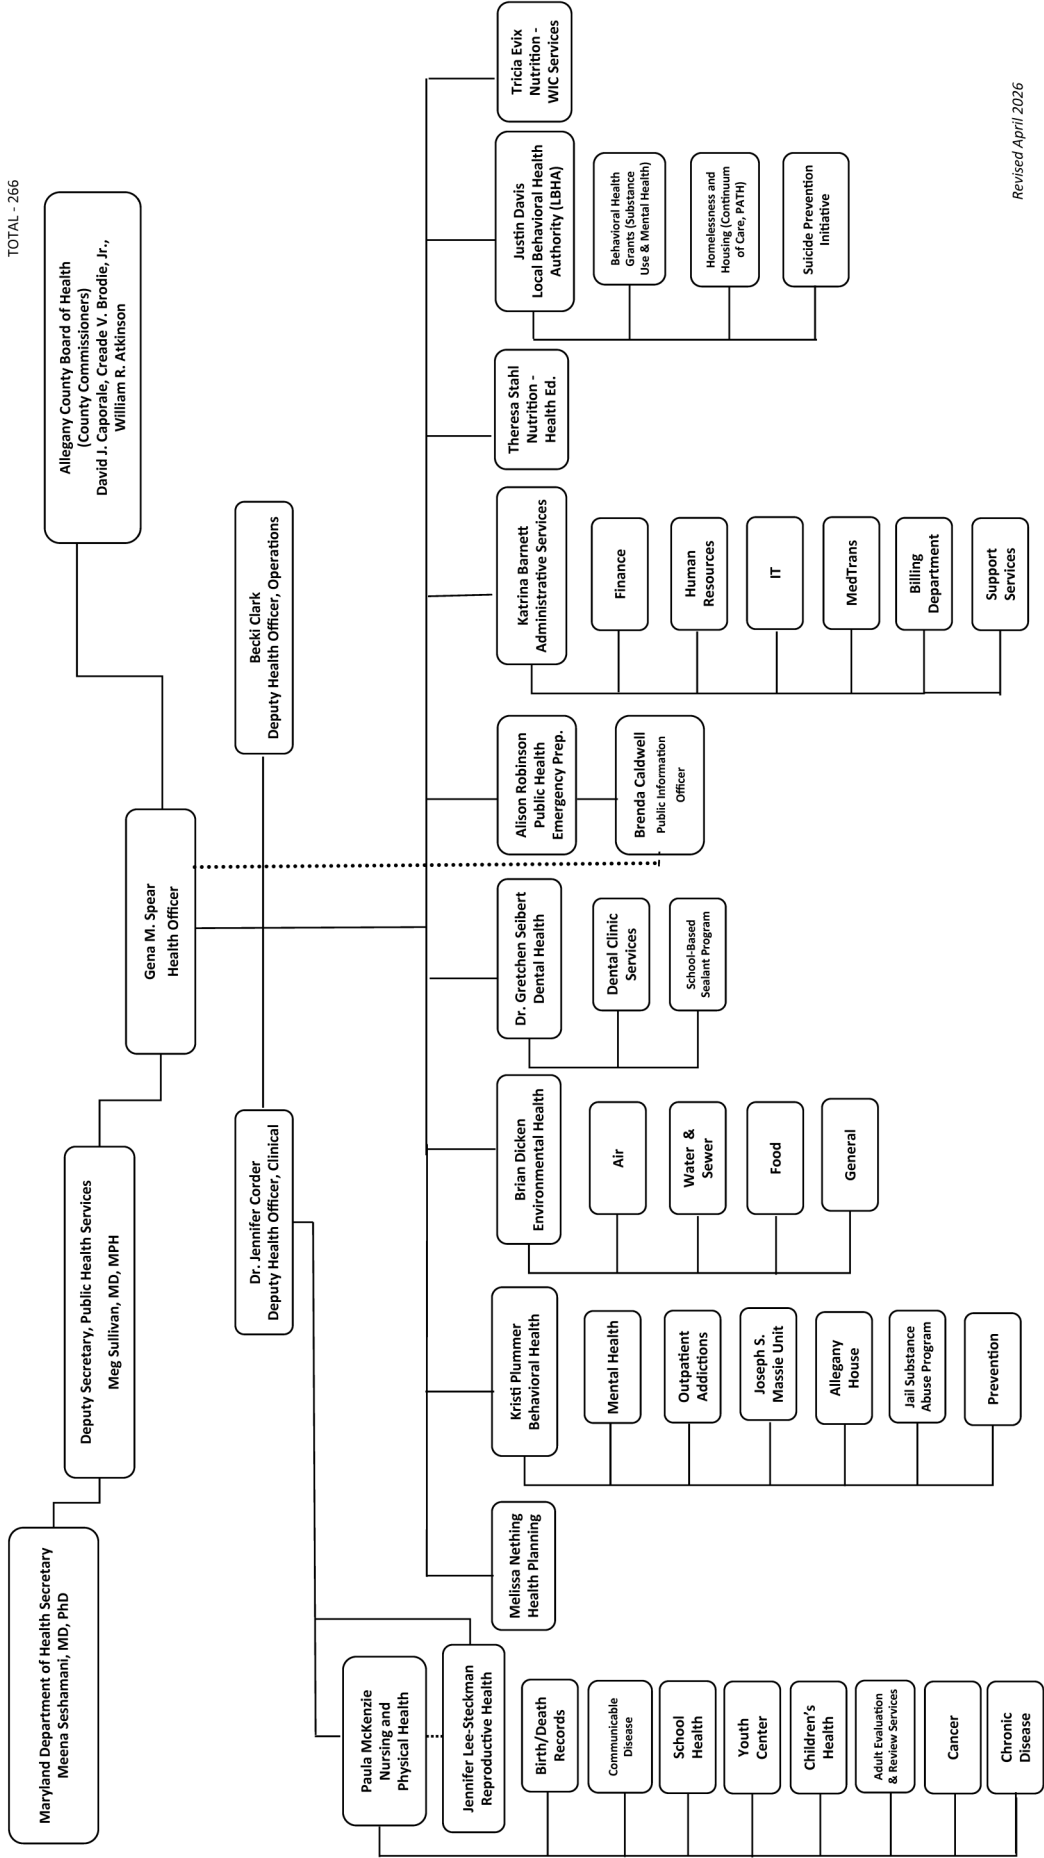 TOTAL - 266
Maryland Department of Health Secretary
Meena Seshamani, MD, PhD
Deputy Secretary, Public Health Services
Meg Sullivan, MD, MPH
Allegany County Board of Health
(County Commissioners)
David J. Caporale, Creade V. Brodie, Jr.,
William R. Atkinson
Gena M. Spear
Health Officer
Dr. Jennifer Corder
Deputy Health Officer, Clinical
Becki Clark
Deputy Health Officer, Operations
Paula McKenzie
Nursing and
Physical Health
Jennifer Lee-Steckman
Reproductive Health
Birth/Death
Records
Communicable
Disease
School
Health
Youth
Center
Children's
Health
Adult Evaluation
& Review Services
Cancer
Chronic
Disease
Melissa Nething
Health Planning
Kristi Plummer
Behavioral Health
Mental Health
Outpatient
Addictions
Joseph S.
Massie Unit
Allegany
House
Jail Substance
Abuse Program
Prevention
Brian Dicken
Environmental Health
Air
Water &
Sewer
Food
General
Dr. Gretchen Seibert
Dental Health
Dental Clinic
Services
School-Based
Sealant Program
Alison Robinson
Public Health
Emergency Prep.
Brenda Caldwell
Public Information
Officer
Katrina Barnett
Administrative Services
Finance
Human
Resources
IT
MedTrans
Billing
Department
Support
Services
Theresa Stahl
Nutrition -
Health Ed.
Justin Davis
Local Behavioral Health
Authority (LBHA)
Behavioral Health
Grants (Substance
Use & Mental Health)
Homelessness and
Housing (Continuum
of Care, PATH)
Suicide Prevention
Initiative
Tricia Evix
Nutrition -
WIC Services
Revised April 2026